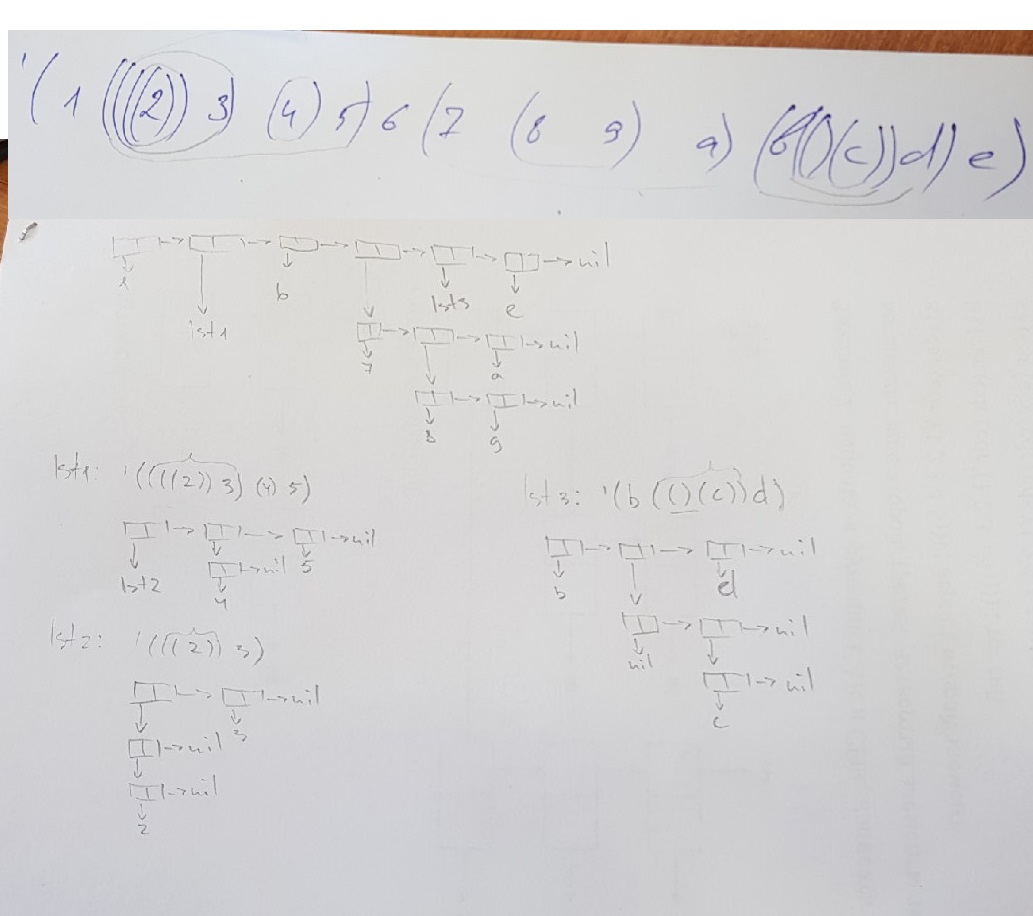 '( 1 ((((2)) 3) (4) 5) 6 (7 (8 9) a) (b(()(c))d) e)
→ → → → → → nil
1 b lst3 e
lst1
→ → → nil
7 a
→ → nil
8 9
lst1: '((((2)) 3) (4) 5)
lst3: '(b (()(c))d)
→ → → nil
→ nil 5
lst2 4
→ → → nil
b d
→ → nil
nil
→ nil
c
lst2: '(((2)) 3)
→ → nil
→ nil 3
→ nil
2